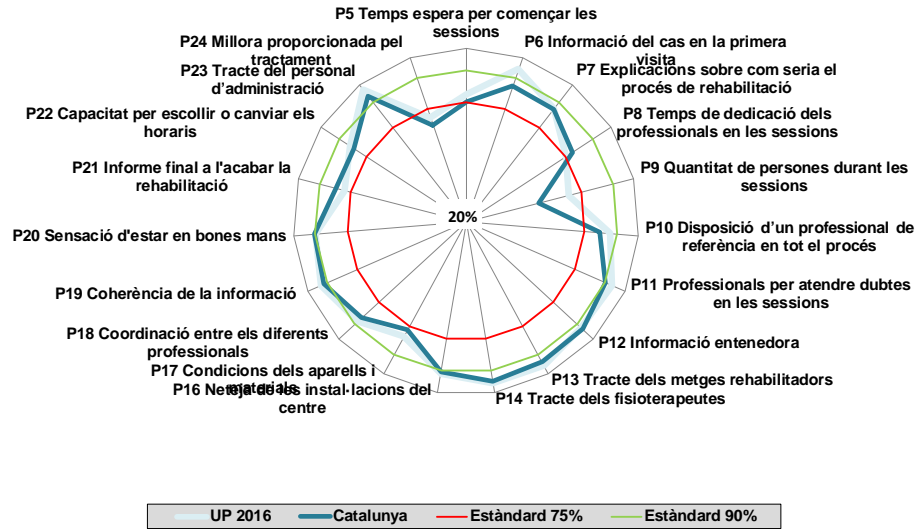 P5 Temps espera per començar les
sessions
P6 Informació del cas en la primera
visita
P7 Explicacions sobre com seria el
procés de rehabilitació
P8 Temps de dedicació dels
professionals en les sessions
P9 Quantitat de persones durant les
sessions
P10 Disposició d'un professional de
referència en tot el procés
P11 Professionals per atendre dubtes
en les sessions
P12 Informació entenedora
P13 Tracte dels metges rehabilitadors
P14 Tracte dels fisioterapeutes
P16 Neteja de les instal·lacions del
centre
P17 Condicions dels aparells i
materials
P18 Coordinació entre els diferents
professionals
P19 Coherència de la informació
P20 Sensació d'estar en bones mans
P21 Informe final a l'acabar la
rehabilitació
P22 Capacitat per escollir o canviar els
horaris
P23 Tracte del personal
d'administració
P24 Millora proporcionada pel
tractament
20%
UP 2016
Catalunya
Estàndard 75%
Estàndard 90%